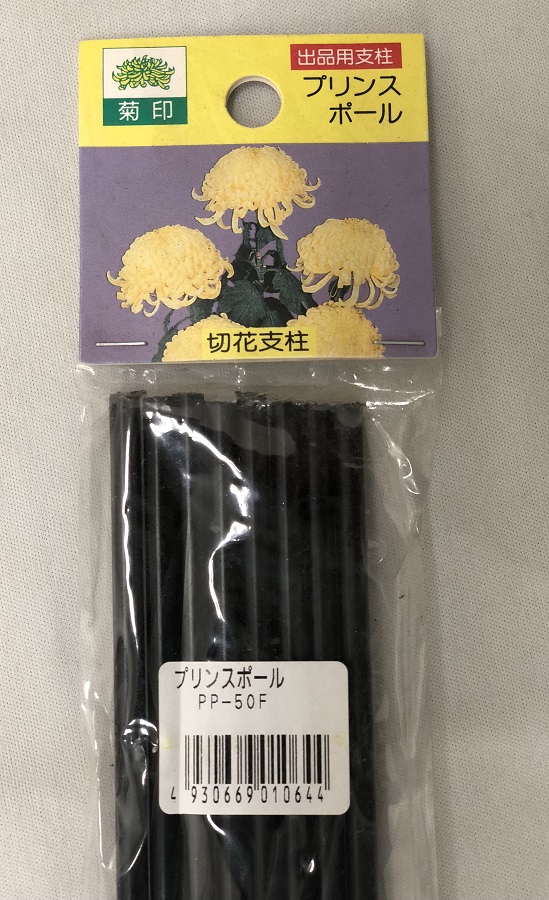 菊印
出品用支柱
プリンス
ポール
切花支柱
プリンスポール
PP-50F
4 930669 010644